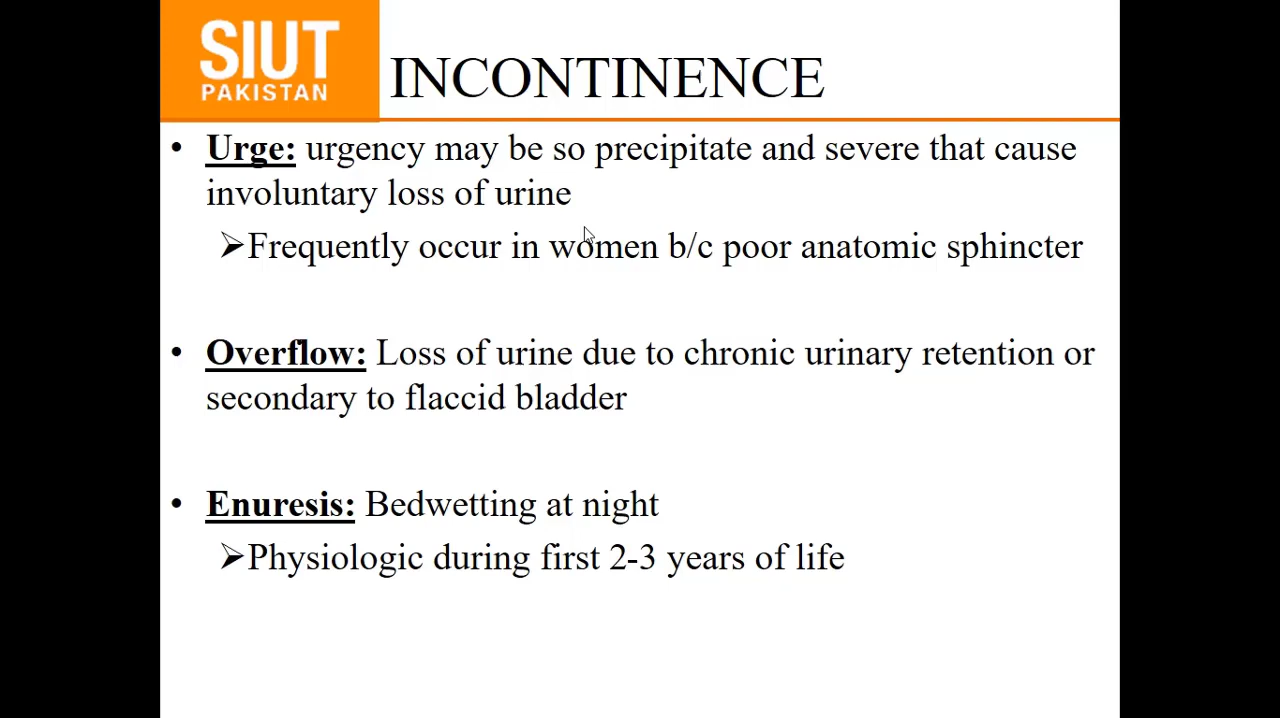 SIUT
PAKISTAN
INCONTINENCE
• Urge: urgency may be so precipitate and severe that cause
involuntary loss of urine
➢Frequently occur in women b/c poor anatomic sphincter
• Overflow: Loss of urine due to chronic urinary retention or
secondary to flaccid bladder
• Enuresis: Bedwetting at night
➢Physiologic during first 2-3 years of life